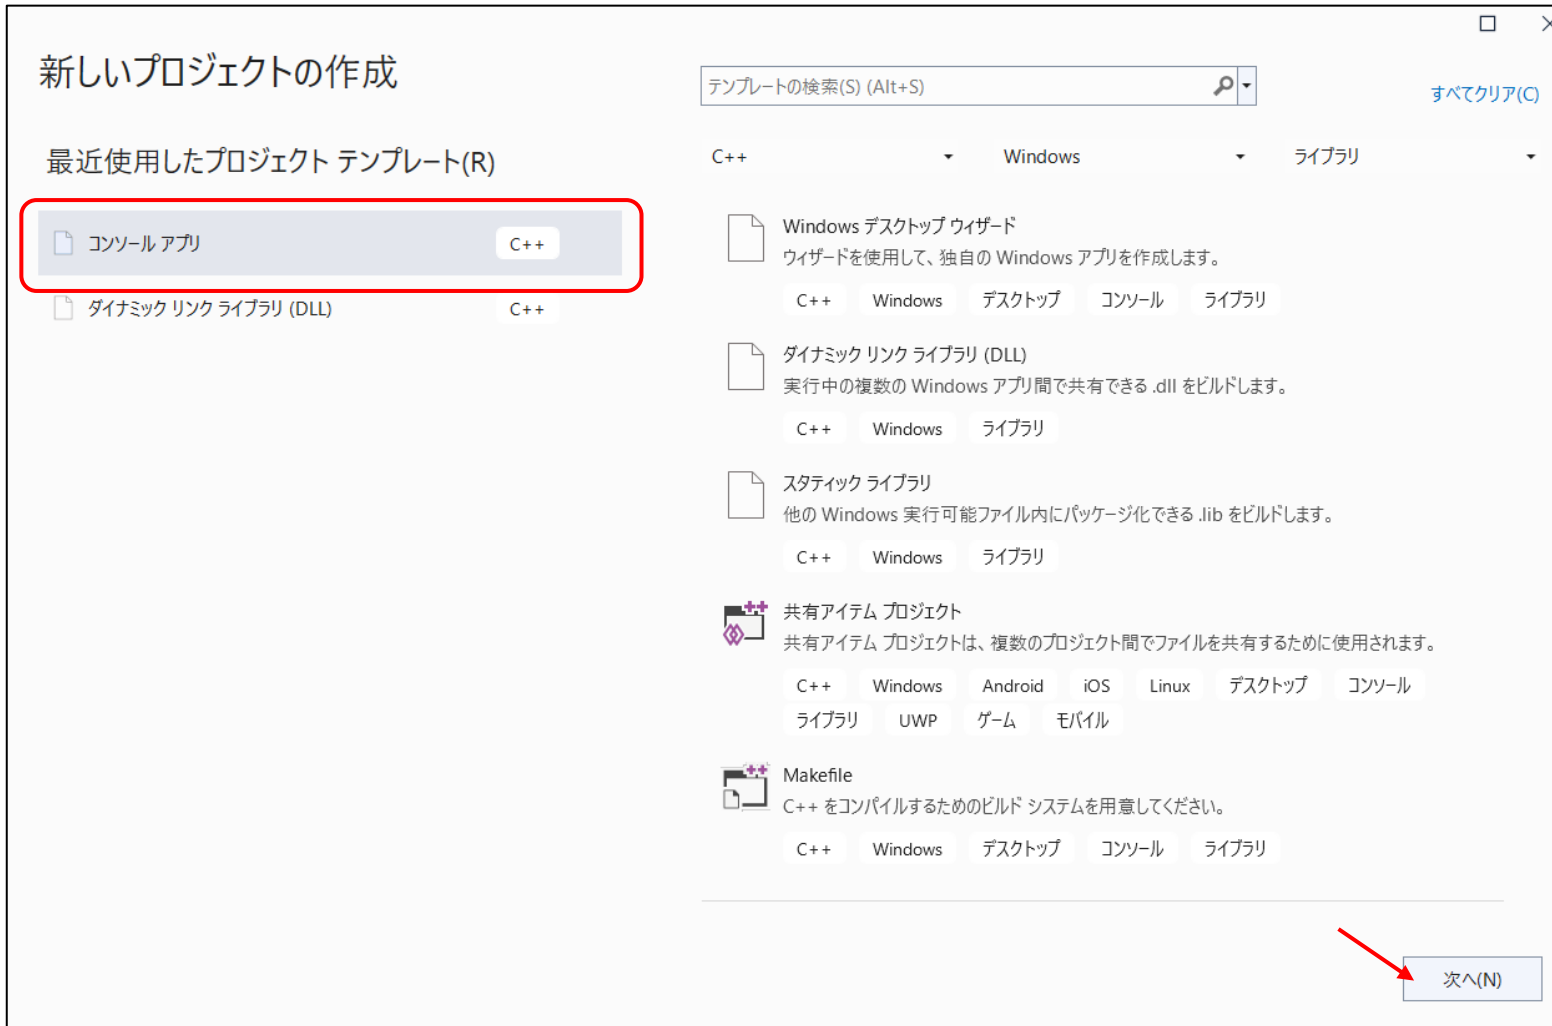 新しいプロジェクトの作成
テンプレートの検索(S) (Alt+S)
すべてクリア(C)
最近使用したプロジェクト テンプレート(R)
C++ Windows ライブラリ
コンソール アプリ C++
ダイナミック リンク ライブラリ (DLL) C++
Windows デスクトップ ウィザード
ウィザードを使用して、独自の Windows アプリを作成します。
C++ Windows デスクトップ コンソール ライブラリ
ダイナミック リンク ライブラリ (DLL)
実行中の複数の Windows アプリ間で共有できる .dll をビルドします。
C++ Windows ライブラリ
スタティック ライブラリ
他の Windows 実行可能ファイル内にパッケージ化できる .lib をビルドします。
C++ Windows ライブラリ
共有アイテム プロジェクト
共有アイテム プロジェクトは、複数のプロジェクト間でファイルを共有するために使用されます。
C++ Windows Android iOS Linux デスクトップ コンソール
ライブラリ UWP ゲーム モバイル
Makefile
C++ をコンパイルするためのビルド システムを用意してください。
C++ Windows デスクトップ コンソール ライブラリ
次へ(N)